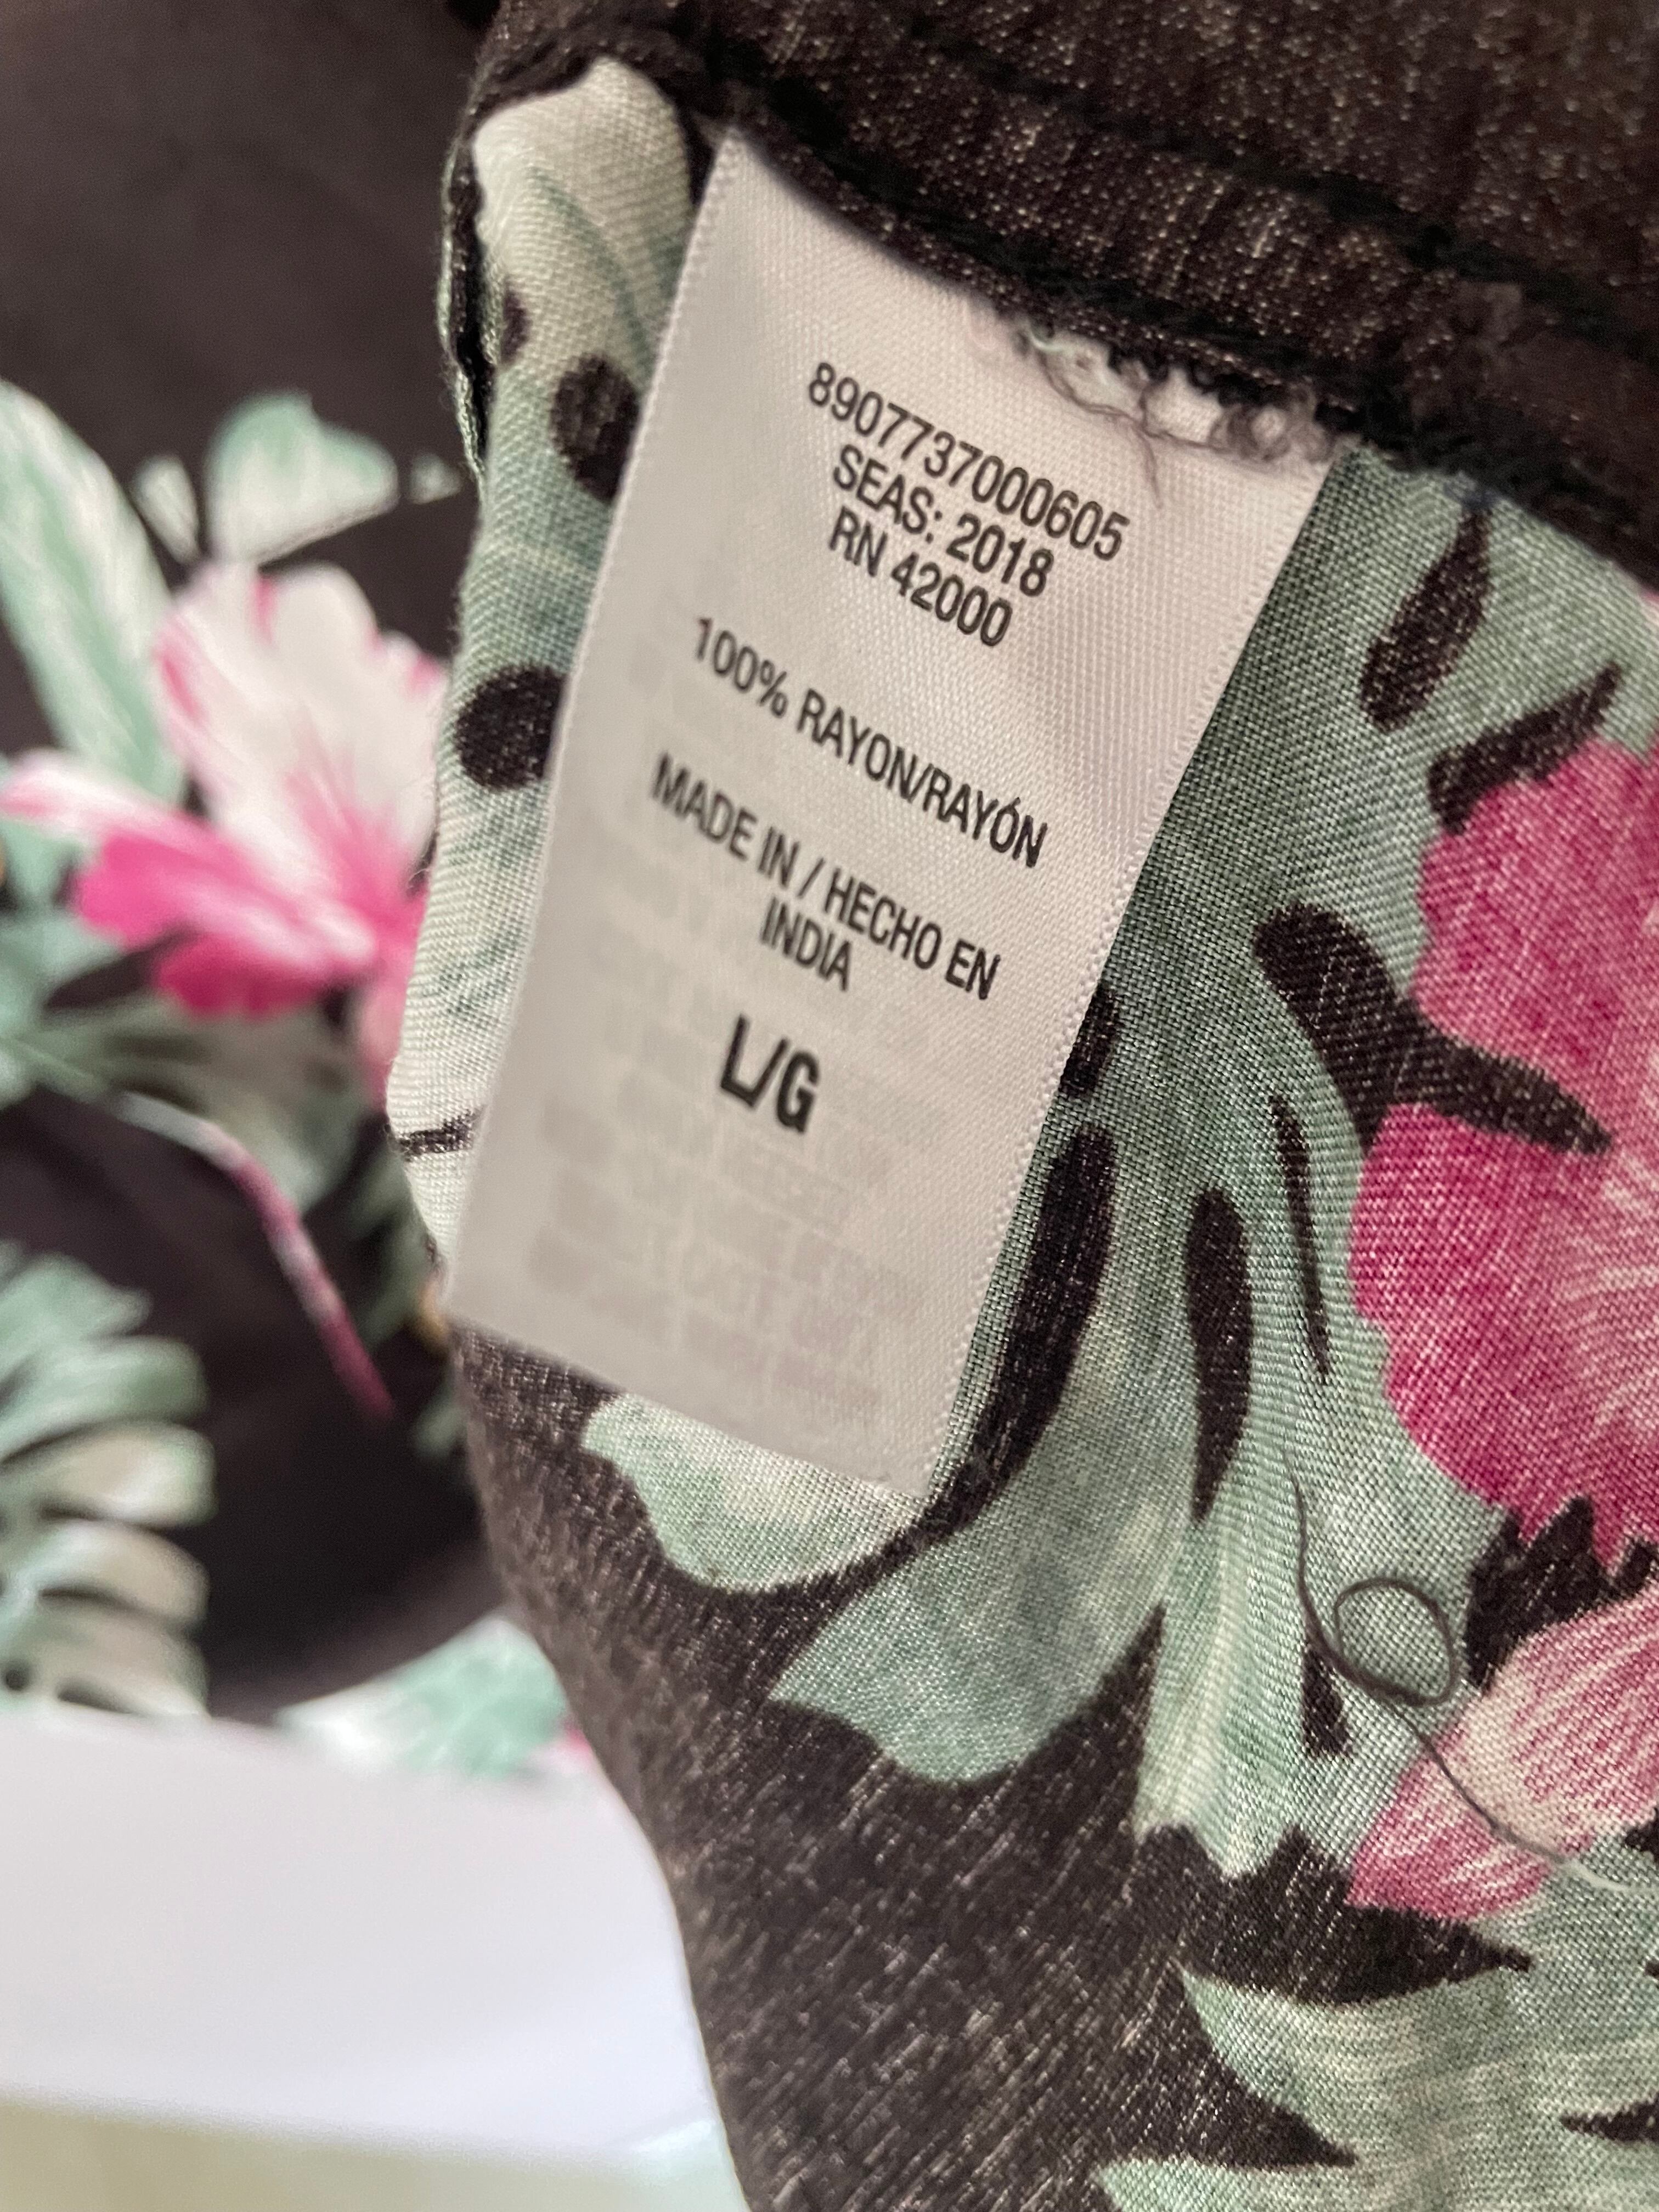 8907737000605
SEAS: 2018
RN 42000
100% RAYON/RAYÓN
MADE IN / HECHO EN
INDIA
L/G